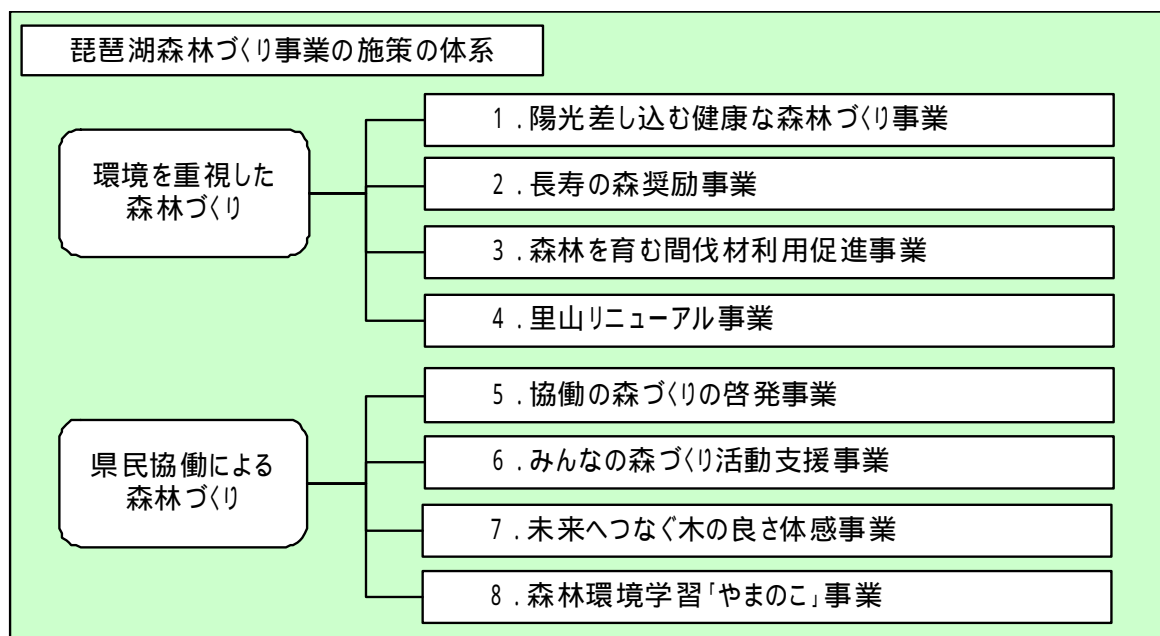 琵琶湖森林づくり事業の施策の体系
環境を重視した
森林づくり
1.陽光差し込む健康な森林づくり事業
2.長寿の森奨励事業
3.森林を育む間伐材利用促進事業
4.里山リニューアル事業
県民協働による
森林づくり
5.協働の森づくりの啓発事業
6.みんなの森づくり活動支援事業
7.未来へつなぐ木の良さ体感事業
8.森林環境学習「やまのこ」事業